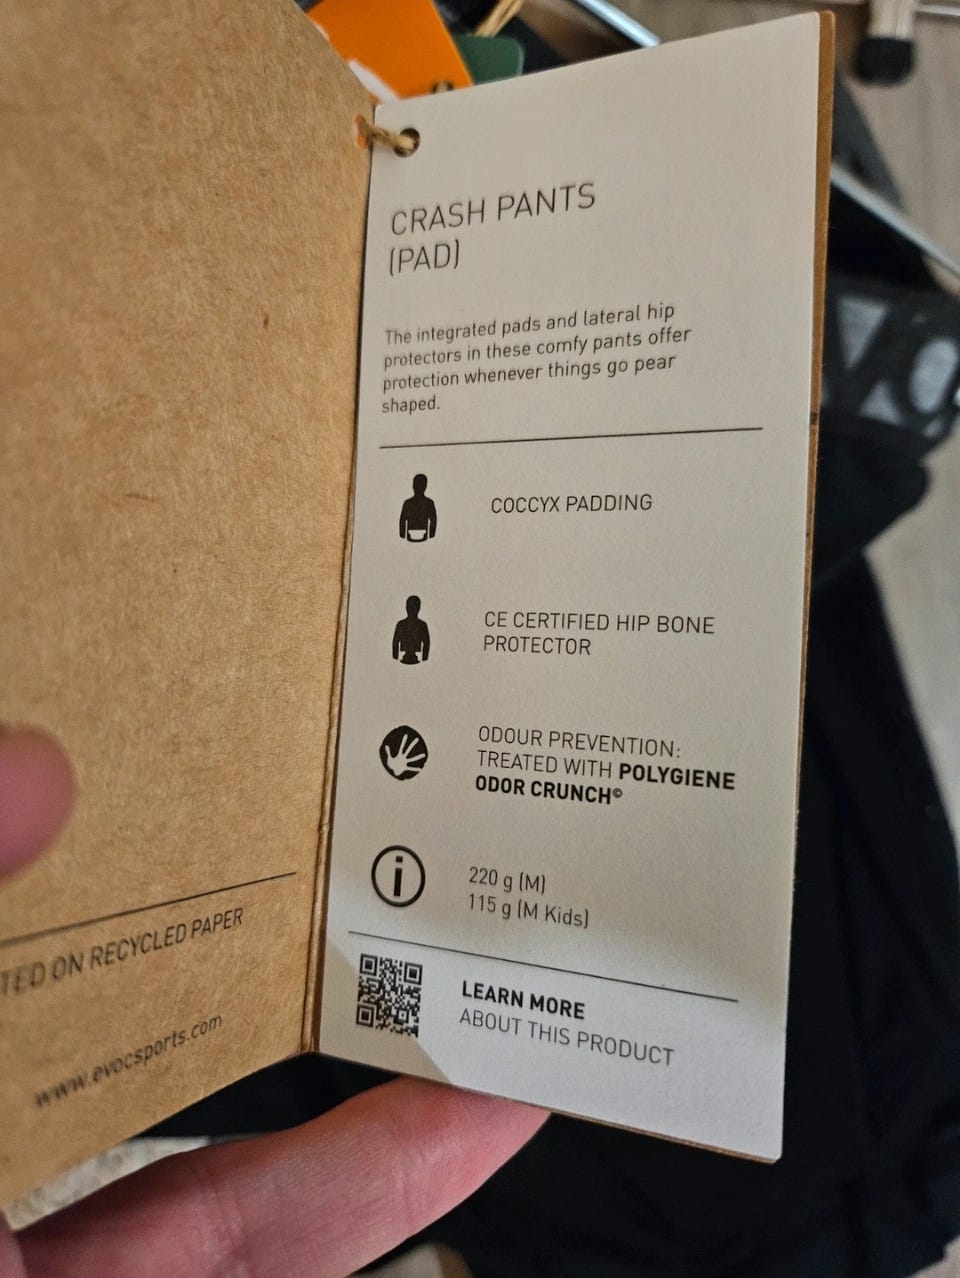 CRASH PANTS
(PAD)
The integrated pads and lateral hip
protectors in these comfy pants offer
protection whenever things go pear
shaped.
COCCYX PADDING
CE CERTIFIED HIP BONE
PROTECTOR
ODOUR PREVENTION:
TREATED WITH POLYGIENE
ODOR CRUNCH©
i
220 g (M)
115 g (M Kids)
LEARN MORE
ABOUT THIS PRODUCT
TED ON RECYCLED PAPER
www.evocsports.com